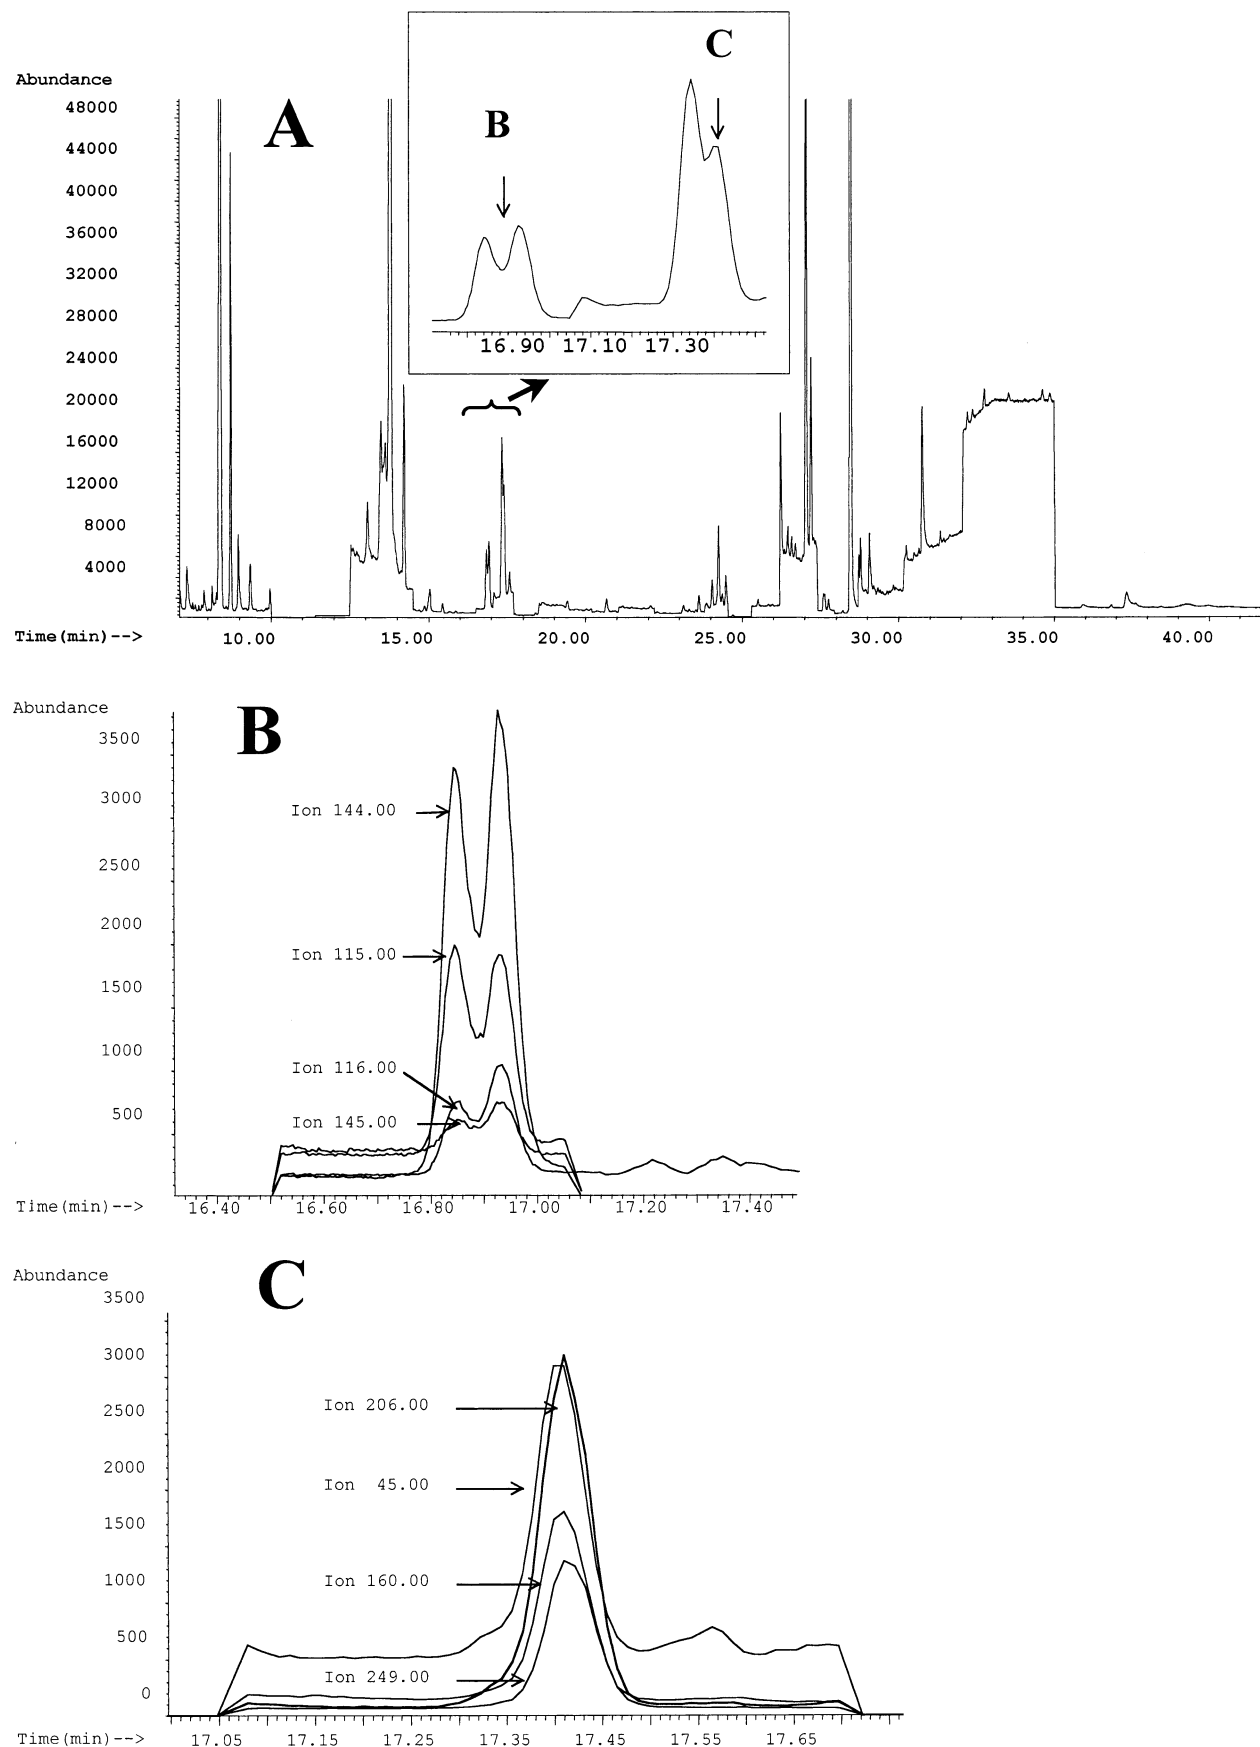 C
Abundance
48000
A
B
44000
40000
36000
32000
28000
16.90 17.10 17.30
24000
20000
16000
12000
8000
4000
Time(min)-->
10.00 15.00 20.00 25.00 30.00 35.00 40.00
Abundance
B
3500
Ion 144.00
3000
2500
2000
Ion 115.00
1500
1000
Ion 116.00
500
Ion 145.00
Time(min)-->
16.40 16.60 16.80 17.00 17.20 17.40
Abundance
C
3500
3000
Ion 206.00
2500
2000
Ion 45.00
1500
1000
Ion 160.00
500
Ion 249.00
0
Time(min)-->
17.05 17.15 17.25 17.35 17.45 17.55 17.65